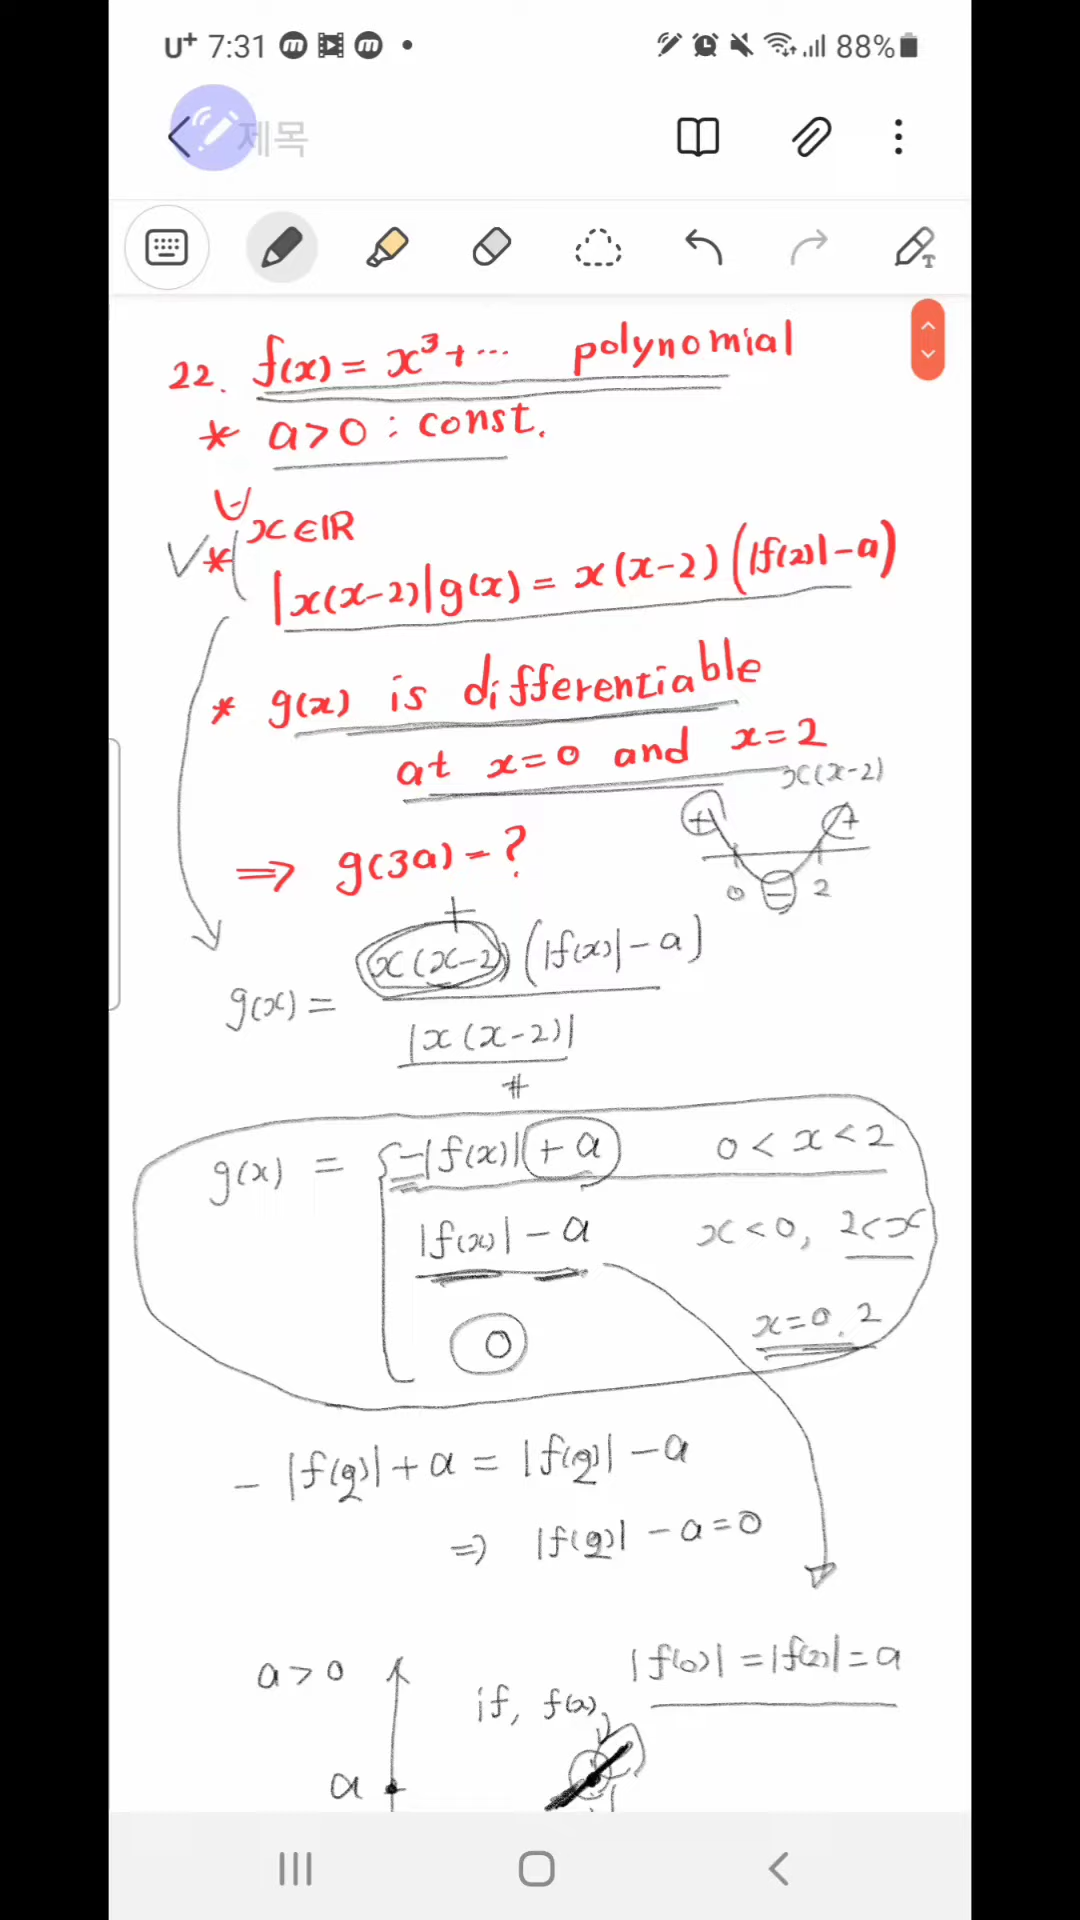 U+ 7:31 88%
제목
22. f(x) = x³+ ... polynomial
* a>0 : const.
∀x∈ℝ
* |x(x-2)|g(x) = x(x-2)(|f(x)|-a)
* g(x) is differentiable
at x=0 and x=2
x(x-2)
+ +
0 - 2
⇒ g(3a) = ?
+
g(x) = x(x-2)(|f(x)|-a)
|x(x-2)|
+
g(x) = { -|f(x)| + a 0 < x < 2
|f(x)| - a x < 0, 2 < x
0 x=0, 2
- |f(2)| + a = |f(2)| - a
⇒ |f(2)| - a = 0
|f(0)| = |f(2)| = a
a > 0 if, f(2)
a